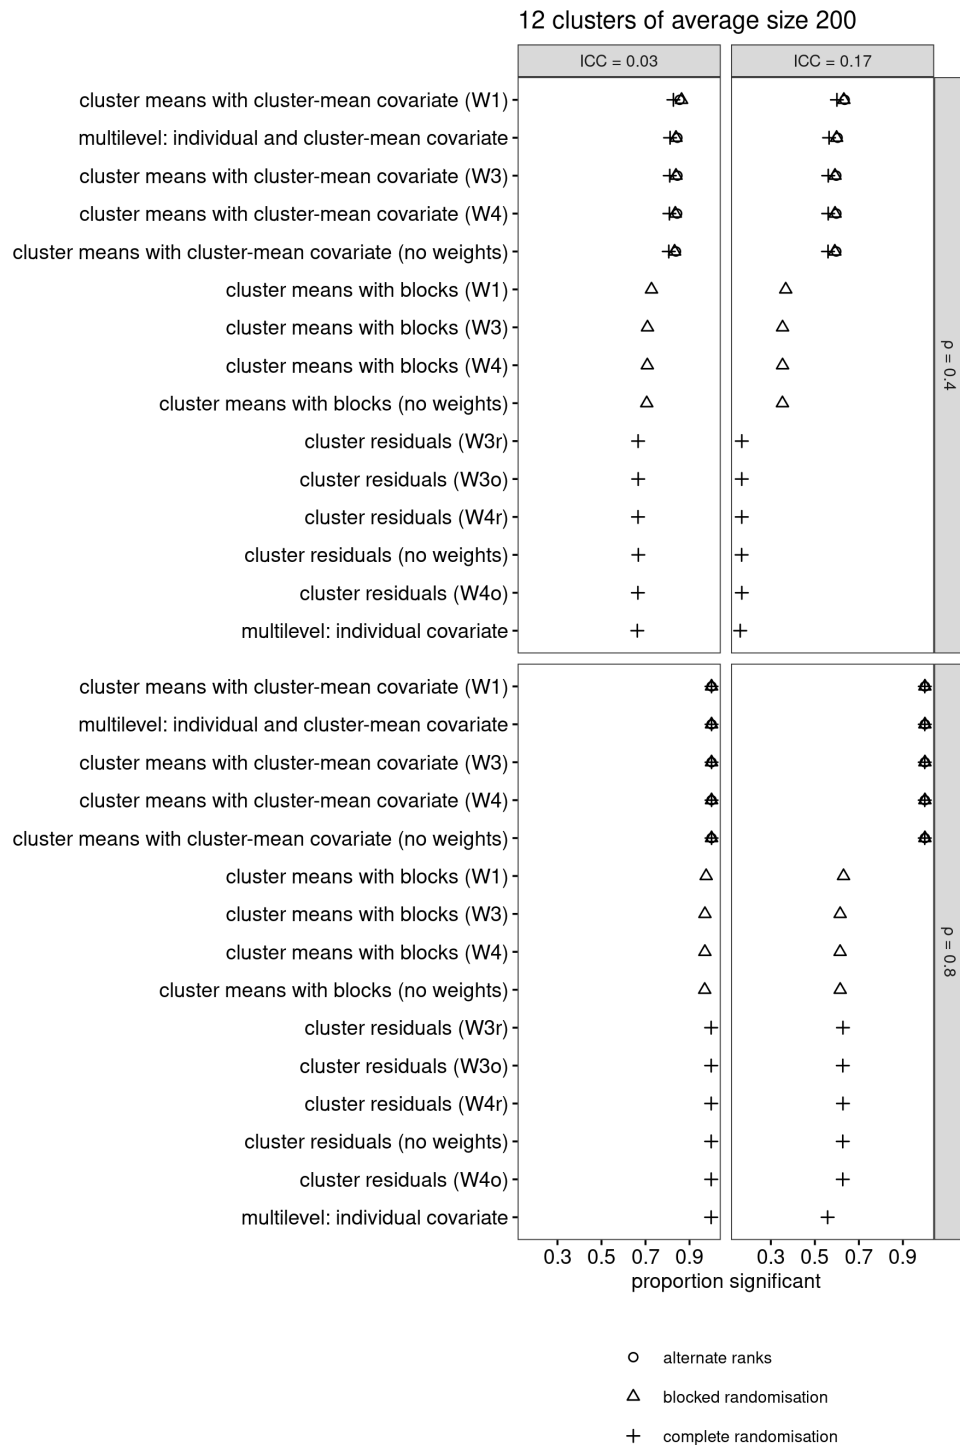 12 clusters of average size 200
ICC = 0.03
ICC = 0.17
cluster means with cluster-mean covariate (W1)
multilevel: individual and cluster-mean covariate
cluster means with cluster-mean covariate (W3)
cluster means with cluster-mean covariate (W4)
cluster means with cluster-mean covariate (no weights)
cluster means with blocks (W1)
cluster means with blocks (W3)
cluster means with blocks (W4)
cluster means with blocks (no weights)
cluster residuals (W3r)
cluster residuals (W3o)
cluster residuals (W4r)
cluster residuals (no weights)
cluster residuals (W4o)
multilevel: individual covariate
ρ = 0.4
cluster means with cluster-mean covariate (W1)
multilevel: individual and cluster-mean covariate
cluster means with cluster-mean covariate (W3)
cluster means with cluster-mean covariate (W4)
cluster means with cluster-mean covariate (no weights)
cluster means with blocks (W1)
cluster means with blocks (W3)
cluster means with blocks (W4)
cluster means with blocks (no weights)
cluster residuals (W3r)
cluster residuals (W3o)
cluster residuals (W4r)
cluster residuals (no weights)
cluster residuals (W4o)
multilevel: individual covariate
ρ = 0.8
0.3 0.5 0.7 0.9
0.3 0.5 0.7 0.9
proportion significant
alternate ranks
blocked randomisation
complete randomisation